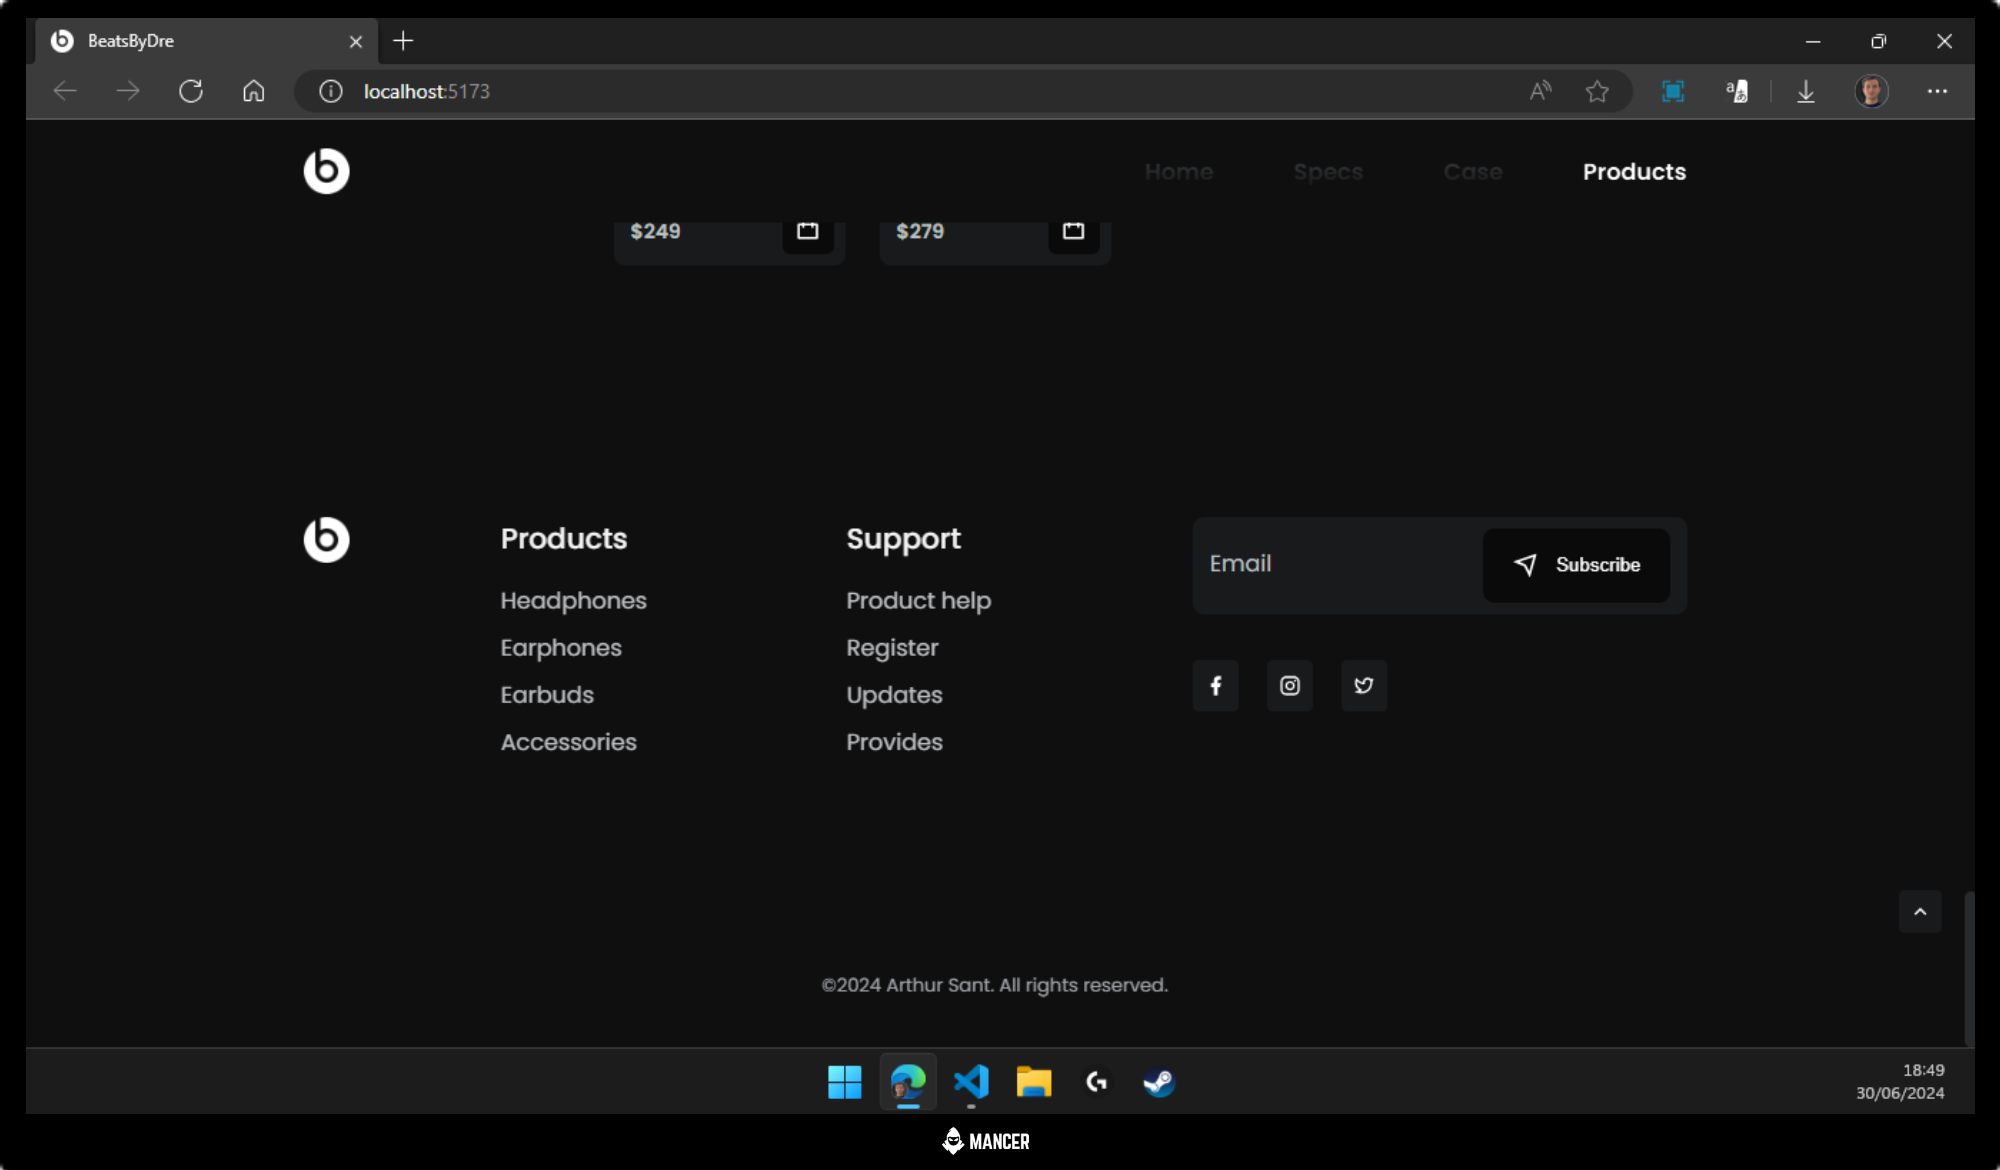 BeatsByDre
localhost:5173
Home Specs Case Products
$249 $279
Products
Headphones
Earphones
Earbuds
Accessories
Support
Product help
Register
Updates
Provides
Email
Subscribe
©2024 Arthur Sant. All rights reserved.
18:49
30/06/2024
MANCER